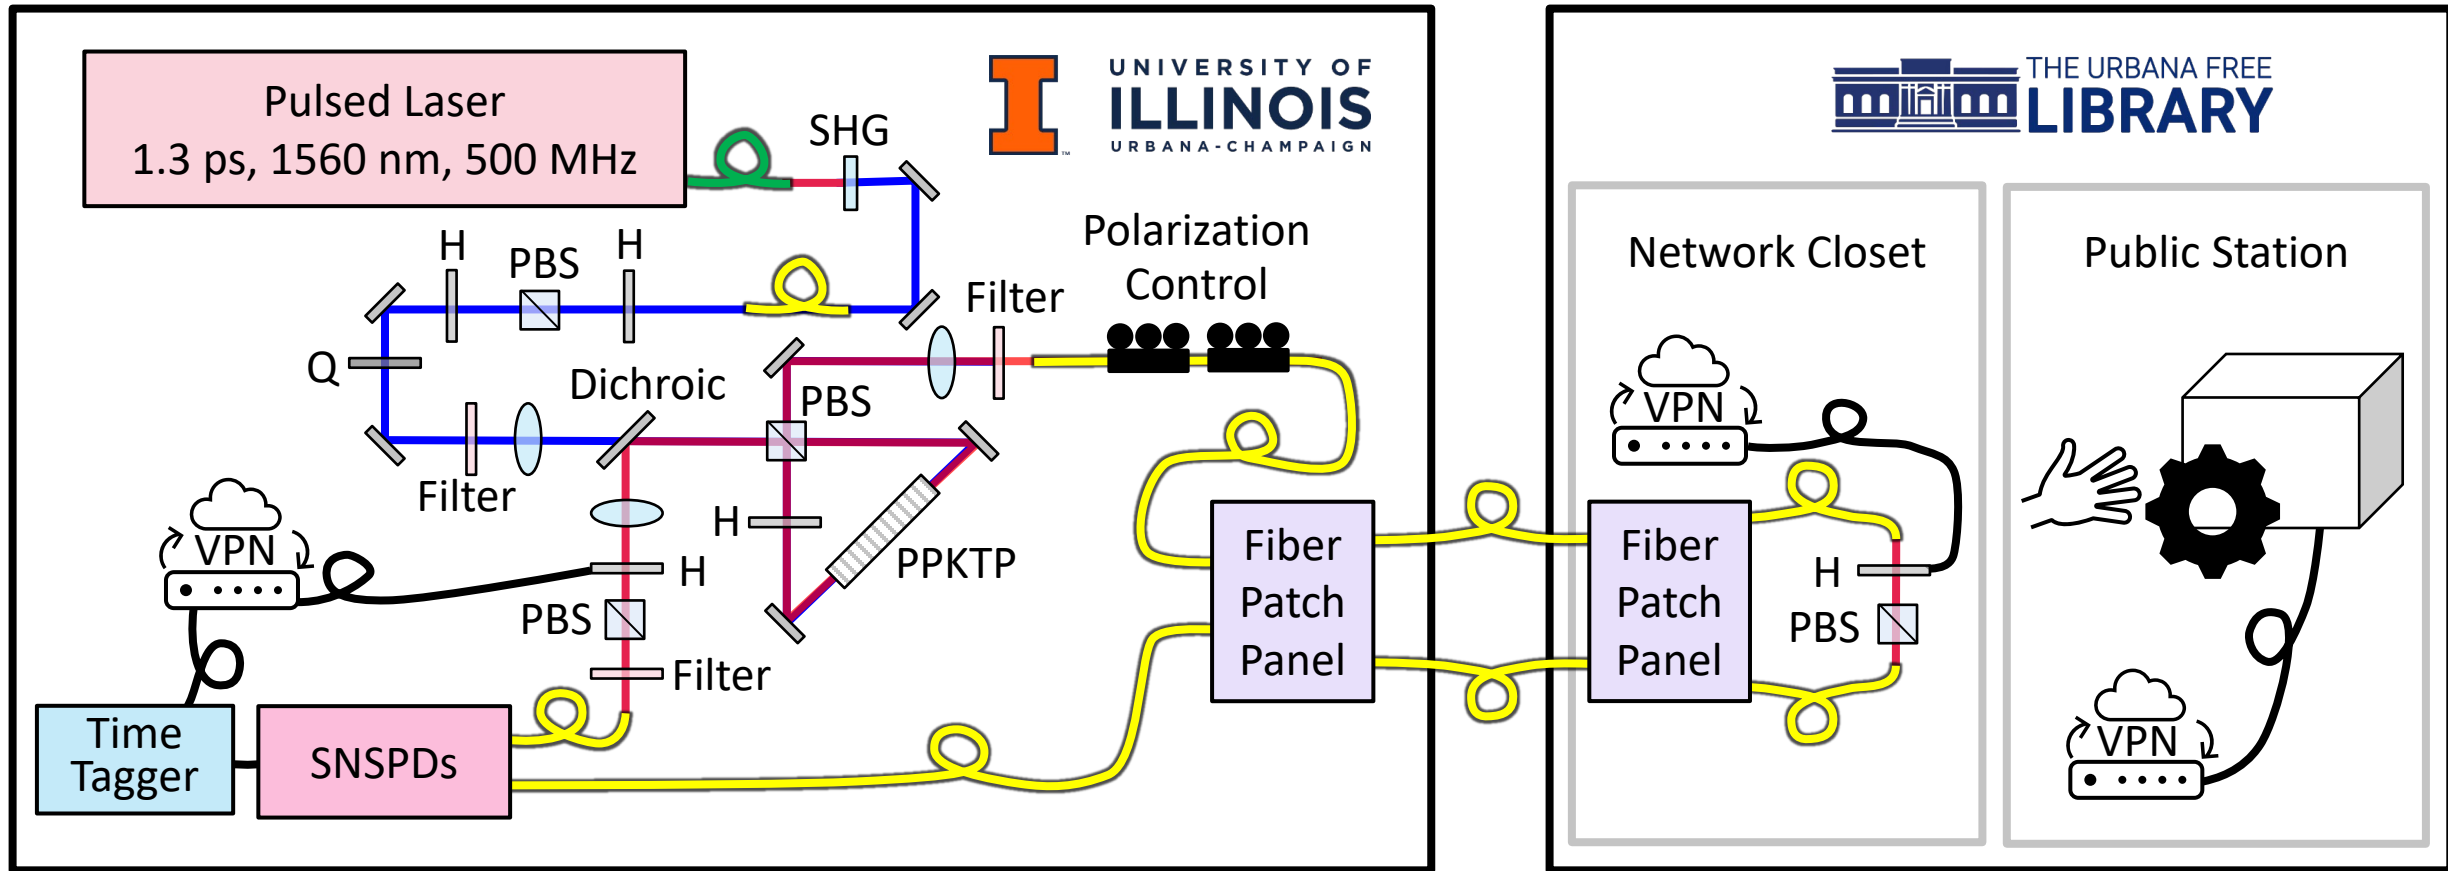 Pulsed Laser
1.3 ps, 1560 nm, 500 MHz
SHG
UNIVERSITY OF
ILLINOIS
URBANA-CHAMPAIGN
TM
THE URBANA FREE
LIBRARY
H
PBS
H
Filter
Polarization
Control
Network Closet
Public Station
Q
Dichroic
PBS
VPN
Filter
VPN
H
PPKTP
H
PBS
Filter
Fiber
Patch
Panel
Fiber
Patch
Panel
H
PBS
Time
Tagger
SNSPDs
VPN